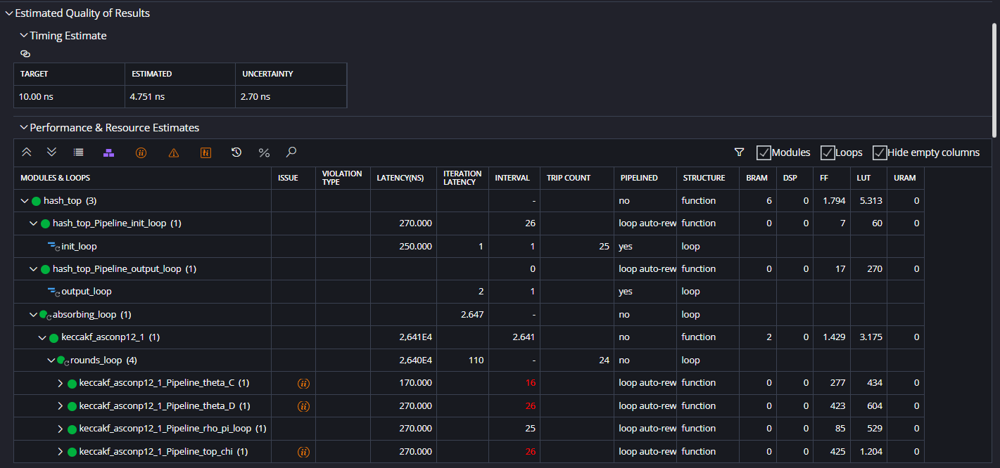 Estimated Quality of Results
Timing Estimate
TARGET ESTIMATED UNCERTAINTY
10.00 ns 4.751 ns 2.70 ns
Performance & Resource Estimates
Modules Loops Hide empty columns
MODULES & LOOPS ISSUE VIOLATION TYPE LATENCY(NS) ITERATION LATENCY INTERVAL TRIP COUNT PIPELINED STRUCTURE BRAM DSP FF LUT URAM
hash_top (3) - no function 6 0 1.794 5.313 0
hash_top_Pipeline_init_loop (1) 270.000 26 loop auto-rew function 0 0 7 60 0
init_loop 250.000 1 1 25 yes loop
hash_top_Pipeline_output_loop (1) 0 loop auto-rew function 0 0 17 270 0
output_loop 2 1 yes loop
absorbing_loop (1) 2.647 - no loop
keccakf_asconp12_1 (1) 2,641E4 2.641 no function 2 0 1.429 3.175 0
rounds_loop (4) 2,640E4 110 - 24 no loop
keccakf_asconp12_1_Pipeline_theta_C (1) ii 170.000 16 loop auto-rew function 0 0 277 434 0
keccakf_asconp12_1_Pipeline_theta_D (1) ii 270.000 26 loop auto-rew function 0 0 423 604 0
keccakf_asconp12_1_Pipeline_rho_pi_loop (1) 270.000 25 loop auto-rew function 0 0 85 529 0
keccakf_asconp12_1_Pipeline_top_chi (1) ii 270.000 26 loop auto-rew function 0 0 425 1.204 0